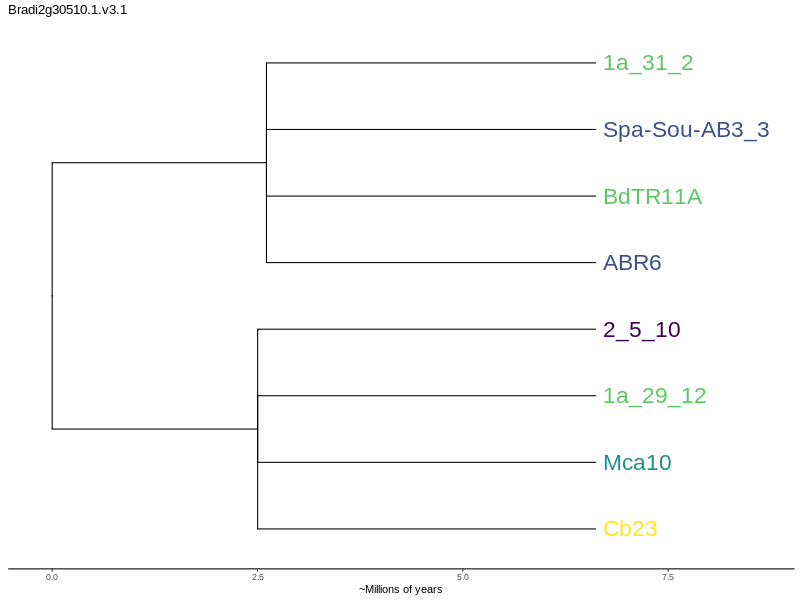 Bradi2g30510.1.v3.1
1a_31_2
Spa-Sou-AB3_3
BdTR11A
ABR6
2_5_10
1a_29_12
Mca10
Cb23
0.0 2.5 5.0 7.5
~Millions of years